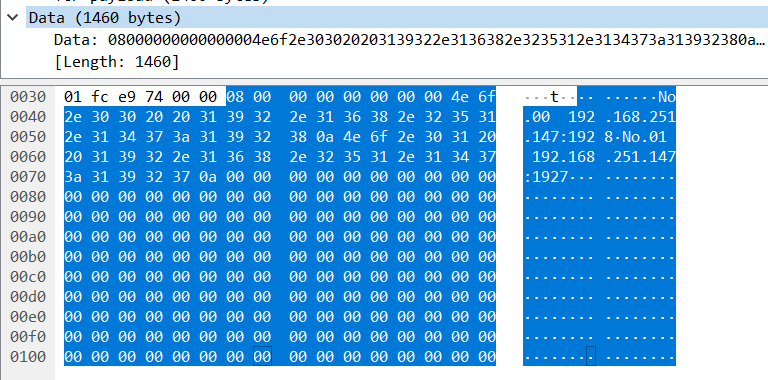 Data (1460 bytes)
Data: 08000000000000004e6f2e303020203139322e3136382e3235312e3134373a313932380a…
[Length: 1460]
0030 01 fc e9 74 00 00 08 00 00 00 00 00 00 00 4e 6f ···t···· ······No
0040 2e 30 30 20 20 31 39 32 2e 31 36 38 2e 32 35 31 .00  192 .168.251
0050 2e 31 34 37 3a 31 39 32 38 0a 4e 6f 2e 30 31 20 .147:192 8·No.01 
0060 20 31 39 32 2e 31 36 38 2e 32 35 31 2e 31 34 37  192.168 .251.147
0070 3a 31 39 32 37 0a 00 00 00 00 00 00 00 00 00 00 :1927··· ········
0080 00 00 00 00 00 00 00 00 00 00 00 00 00 00 00 00 ········ ········
0090 00 00 00 00 00 00 00 00 00 00 00 00 00 00 00 00 ········ ········
00a0 00 00 00 00 00 00 00 00 00 00 00 00 00 00 00 00 ········ ········
00b0 00 00 00 00 00 00 00 00 00 00 00 00 00 00 00 00 ········ ········
00c0 00 00 00 00 00 00 00 00 00 00 00 00 00 00 00 00 ········ ········
00d0 00 00 00 00 00 00 00 00 00 00 00 00 00 00 00 00 ········ ········
00e0 00 00 00 00 00 00 00 00 00 00 00 00 00 00 00 00 ········ ········
00f0 00 00 00 00 00 00 00 00 00 00 00 00 00 00 00 00 ········ ········
0100 00 00 00 00 00 00 00 00 00 00 00 00 00 00 00 00 ········ ········